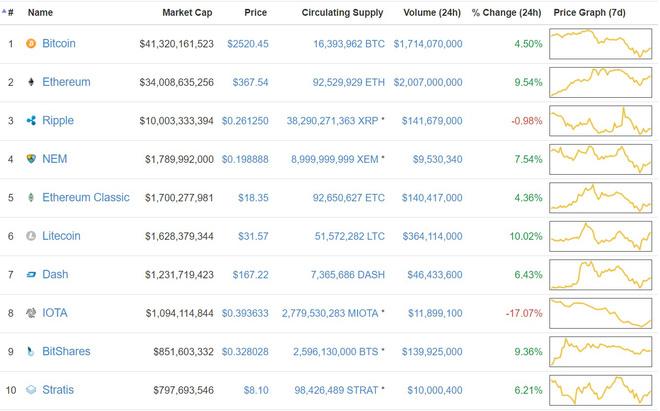 # Name Market Cap Price Circulating Supply Volume (24h) % Change (24h) Price Graph (7d)
1 Bitcoin $41,320,161,523 $2520.45 16,393,962 BTC $1,714,070,000 4.50%
2 Ethereum $34,008,635,256 $367.54 92,529,929 ETH $2,007,000,000 9.54%
3 Ripple $10,003,333,394 $0.261250 38,290,271,363 XRP * $141,679,000 -0.98%
4 NEM $1,789,992,000 $0.198888 8,999,999,999 XEM * $9,530,340 7.54%
5 Ethereum Classic $1,700,277,981 $18.35 92,650,627 ETC $140,417,000 4.36%
6 Litecoin $1,628,379,344 $31.57 51,572,282 LTC $364,114,000 10.02%
7 Dash $1,231,719,423 $167.22 7,365,686 DASH $46,433,600 6.43%
8 IOTA $1,094,114,844 $0.393633 2,779,530,283 MIOTA * $11,899,100 -17.07%
9 BitShares $851,603,332 $0.328028 2,596,130,000 BTS * $139,925,000 9.36%
10 Stratis $797,693,546 $8.10 98,426,489 STRAT * $10,000,400 6.21%